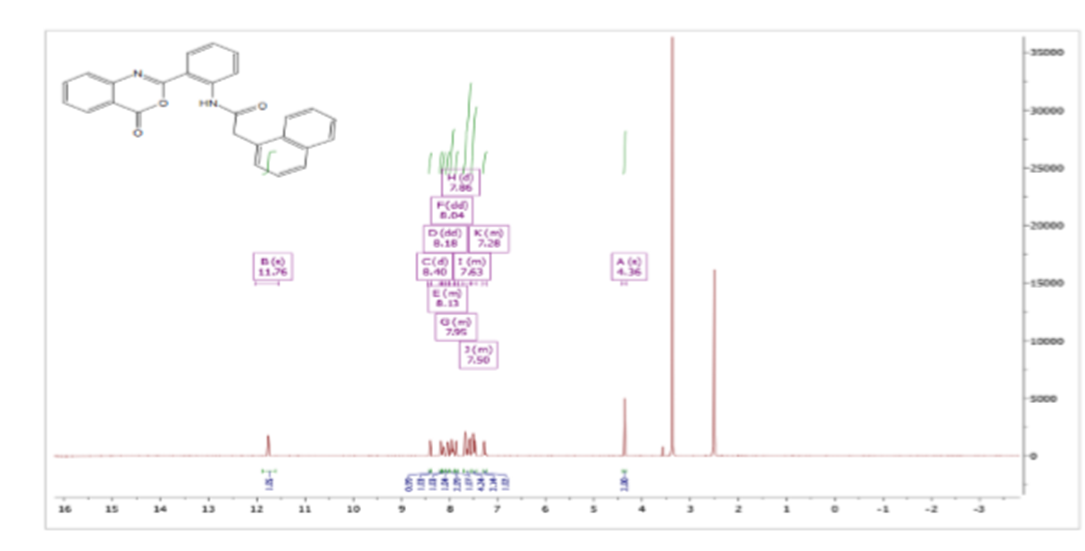 N
O
O
HN
O
35000
30000
25000
20000
15000
10000
5000
0
H (d)
7.86
F (dd)
8.04
D (dd)
8.18
K (m)
7.28
B (s)
11.76
C (d)
8.40
I (m)
7.63
A (s)
4.36
E (m)
8.13
G (m)
7.95
J (m)
7.50
2.00
16 15 14 13 12 11 10 9 8 7 6 5 4 3 2 1 0 -1 -2 -3